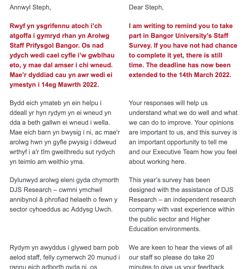 Annwyl Steph,
Rwyf yn ysgrifennu atoch i'ch
atgoffa i gymryd rhan yn Arolwg
Staff Prifysgol Bangor. Os nad
ydych wedi cael cyfle i'w gwblhau
eto, y mae dal amser i chi wneud.
Mae'r dyddiad cau yn awr wedi ei
ymestyn i 14eg Mawrth 2022.
Bydd eich ymateb yn ein helpu i
ddeall yr hyn rydym yn ei wneud yn
dda a beth gallwn ei wneud i wella.
Mae eich barn yn bwysig i ni, ac mae'r
arolwg hwn yn gyfle pwysig i ddweud
wrthyf i a'r tîm gweithredu sut rydych
yn teimlo am weithio yma.
Dylunwyd arolwg eleni gyda chymorth
DJS Research – cwmni ymchwil
annibynol â phrofiad helaeth o fewn y
sector cyhoeddus ac Addysg Uwch.
Rydym yn awyddus i glywed barn pob
aelod staff, felly cymerwch 20 munud i
rannu eich adborth gyda ni, os
Dear Steph,
I am writing to remind you to take
part in Bangor University's Staff
Survey. If you have not had chance
to complete it yet, there is still
time. The deadline has now been
extended to the 14th March 2022.
Your responses will help us
understand what we do well and what
we can do to improve. Your opinions
are important to us, and this survey is
an important opportunity to tell me
and our Executive Team how you feel
about working here.
This year's survey has been
designed with the assistance of DJS
Research – an independent research
company with vast experience within
the public sector and Higher
Education environments.
We are keen to hear the views of all
our staff so please do take 20
minutes to give us your feedback